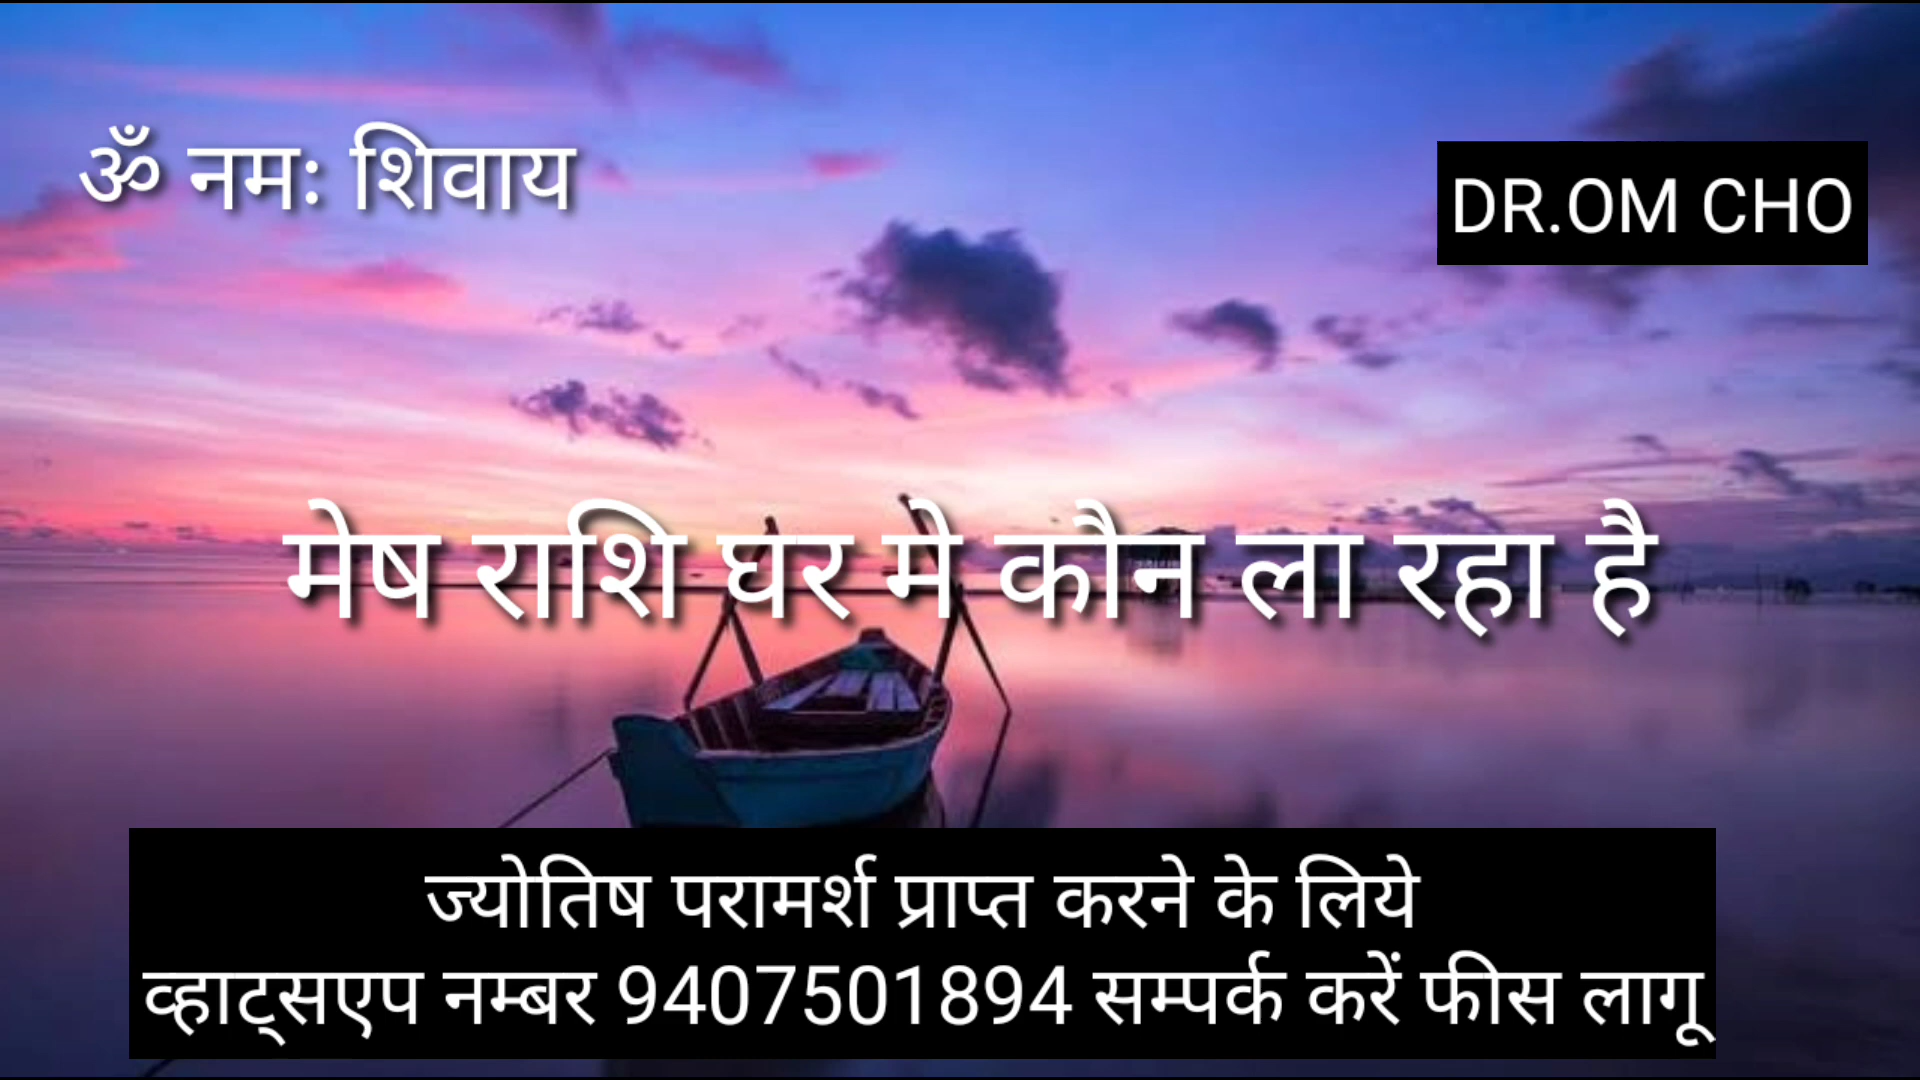 ॐ नमः शिवाय
DR.OM CHO
मेष राशि घर मे कौन ला रहा है
ज्योतिष परामर्श प्राप्त करने के लिये
व्हाट्सएप नम्बर 9407501894 सम्पर्क करें फीस लागू